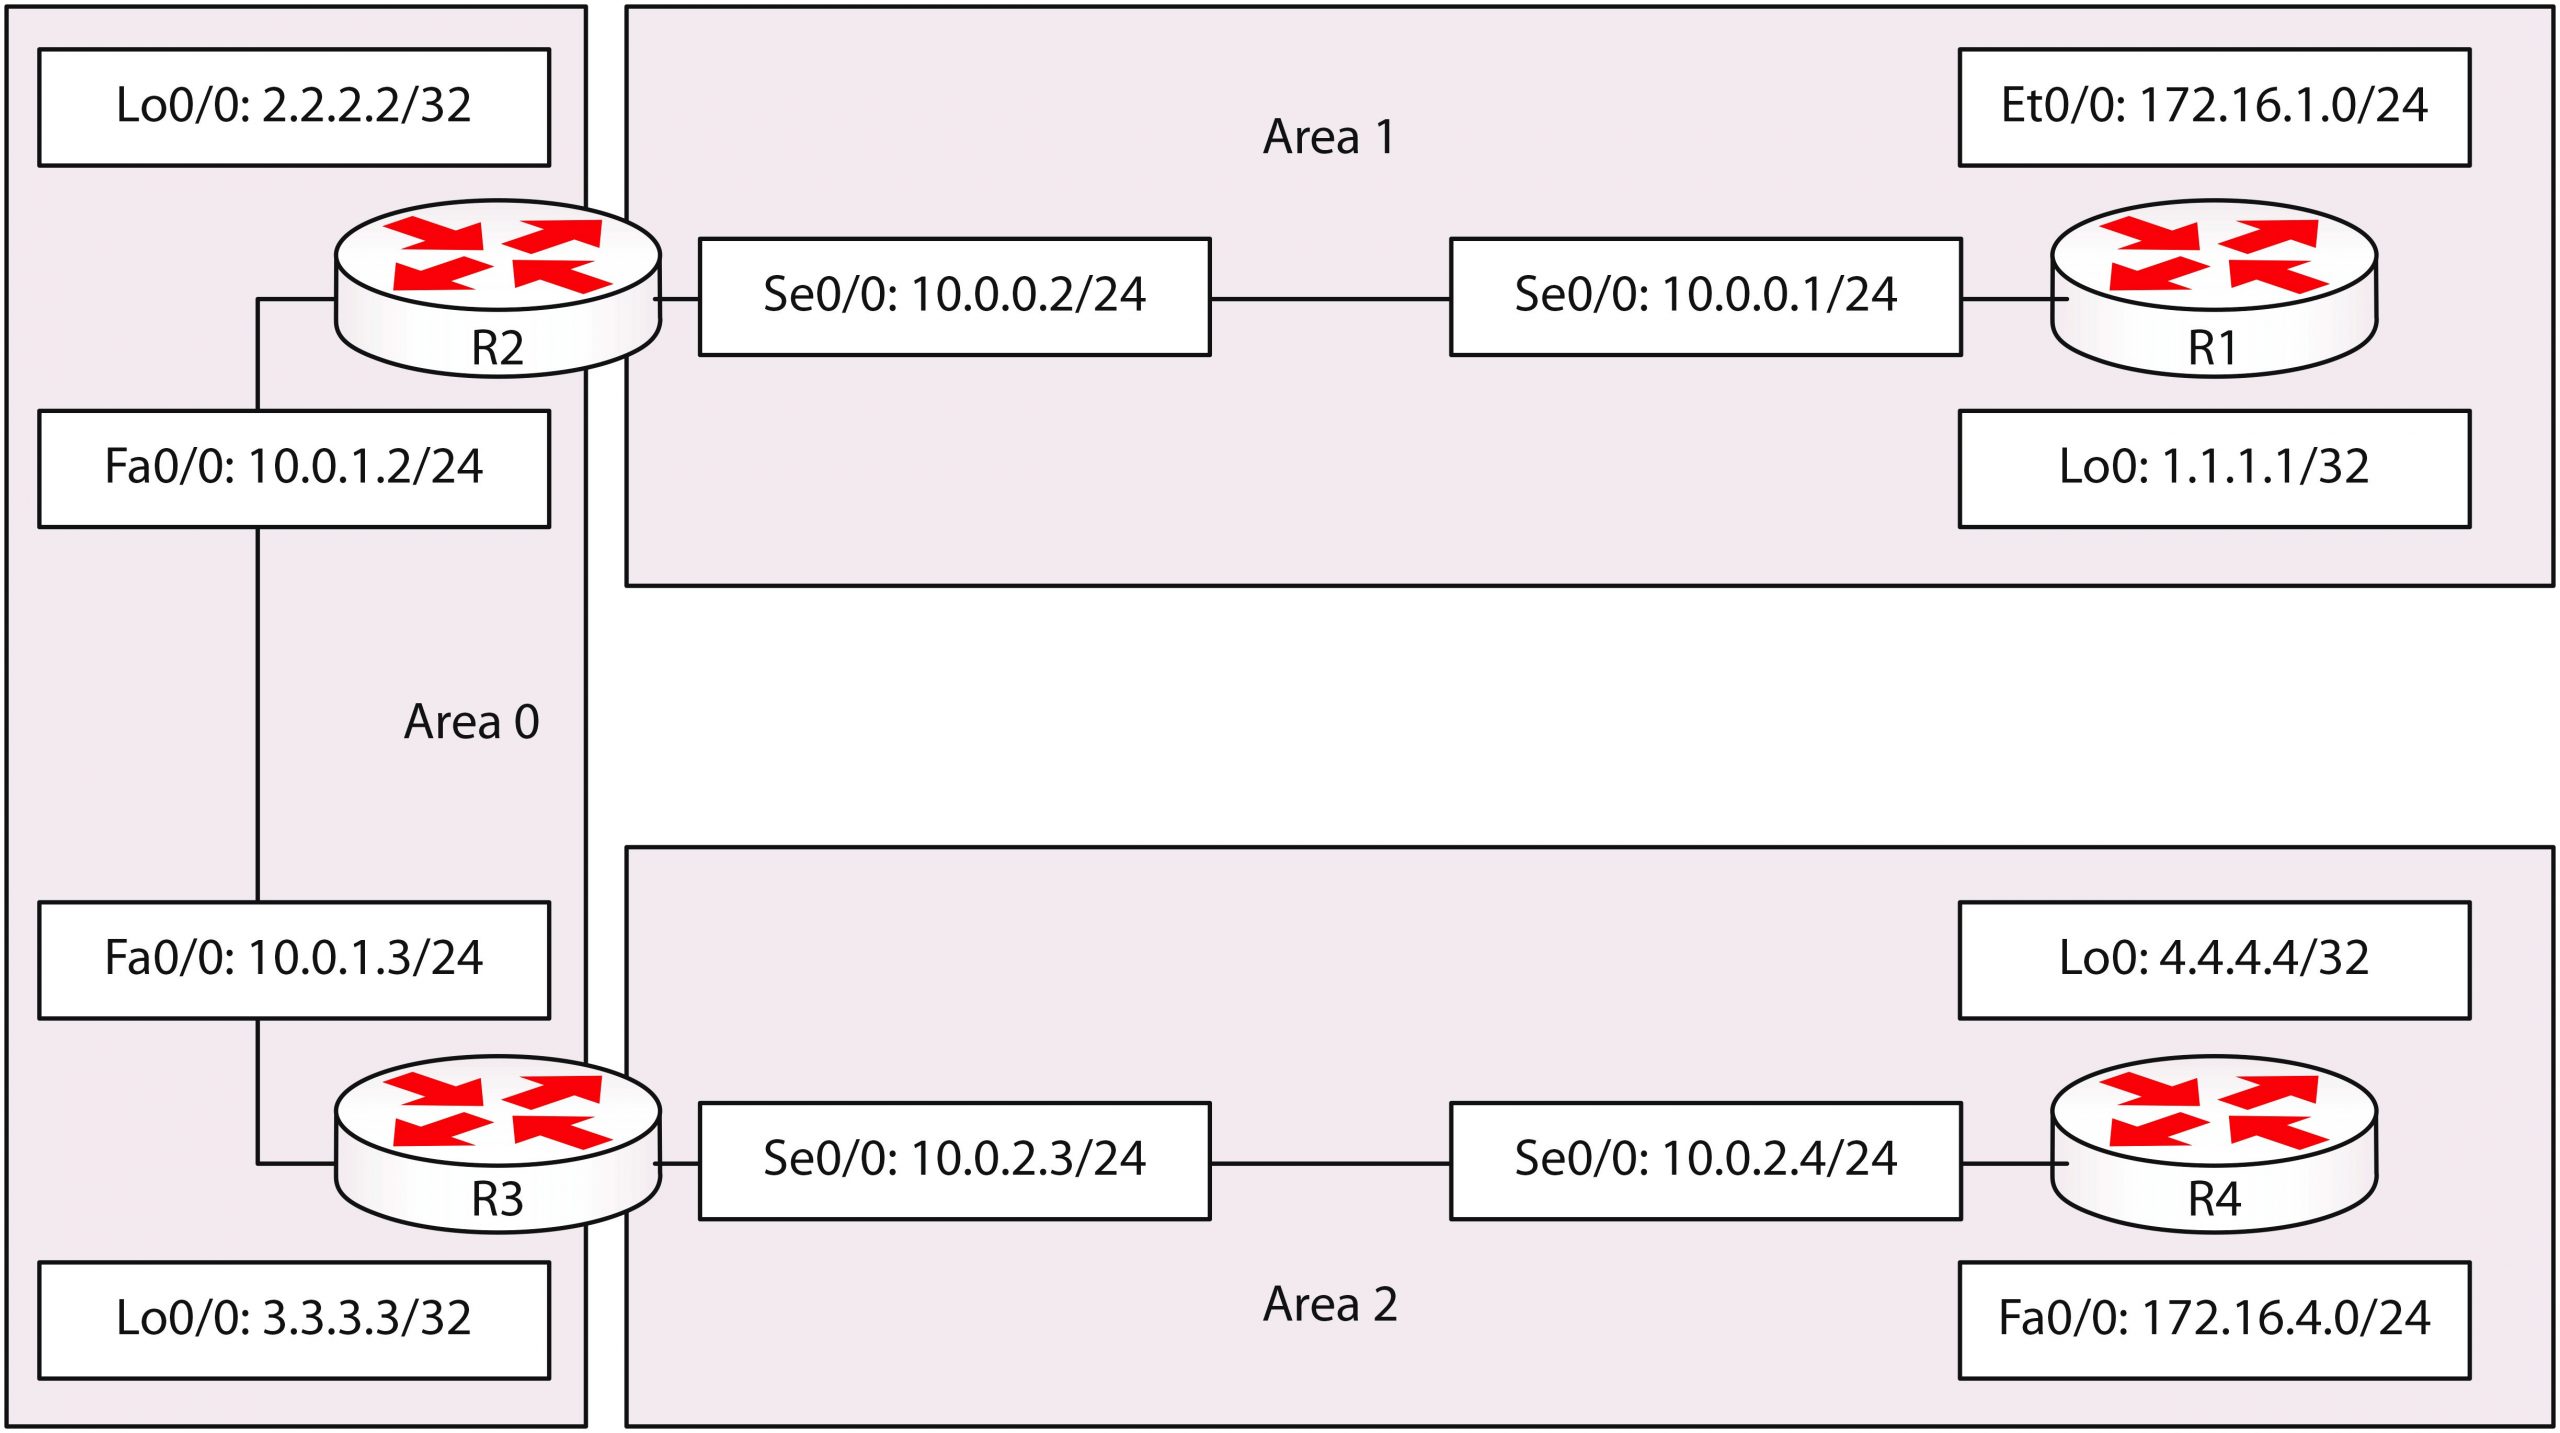 Lo0/0: 2.2.2.2/32
Area 1
Et0/0: 172.16.1.0/24
R2
Se0/0: 10.0.0.2/24
Se0/0: 10.0.0.1/24
R1
Fa0/0: 10.0.1.2/24
Lo0: 1.1.1.1/32
Area 0
Fa0/0: 10.0.1.3/24
Lo0: 4.4.4.4/32
R3
Se0/0: 10.0.2.3/24
Se0/0: 10.0.2.4/24
R4
Lo0/0: 3.3.3.3/32
Area 2
Fa0/0: 172.16.4.0/24